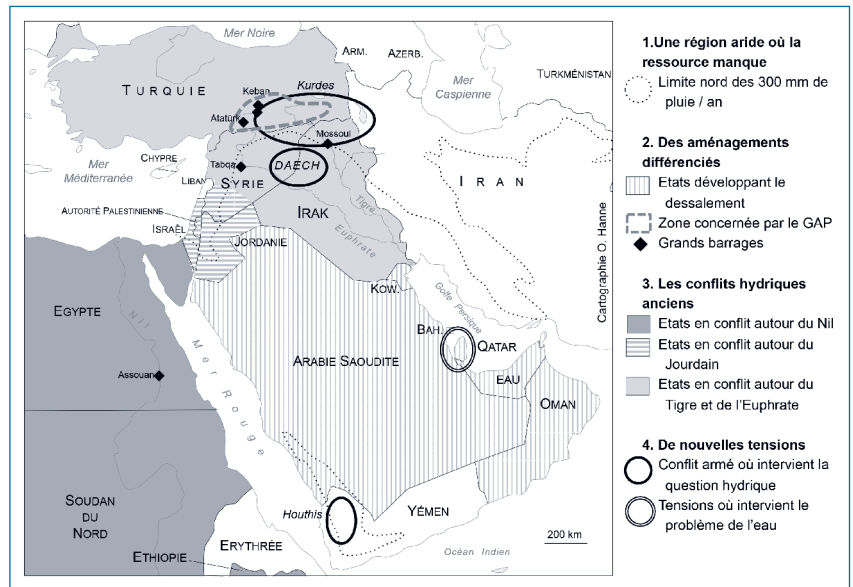 Mer Noire
ARM.
AZERB.
TURKMÉNISTAN
Mer
Caspienne
TURQUIE
Keban
Kurdes
Atatürk
Mossoul
Tabqa
DAECH
Mer
Méditerranée
CHYPRE
LIBAN
SYRIE
IRAN
AUTORITÉ PALESTINIENNE
ISRAËL
IRAK
Tigre
Euphrate
JORDANIE
KOW.
Golfe Persique
EGYPTE
Nil
BAH.
QATAR
ARABIE SAOUDITE
Assouan
EAU
OMAN
Mer Rouge
SOUDAN
DU
NORD
Houthis
YÉMEN
200 km
ERYTHRÉE
ETHIOPIE
Océan Indien
Cartographie O. Hanne
1.Une région aride où la
ressource manque
Limite nord des 300 mm de
pluie / an
2. Des aménagements
différenciés
Etats développant le
dessalement
Zone concernée par le GAP
Grands barrages
3. Les conflits hydriques
anciens
Etats en conflit autour du Nil
Etats en conflit autour du
Jourdain
Etats en conflit autour du
Tigre et de l'Euphrate
4. De nouvelles tensions
Conflit armé où intervient la
question hydrique
Tensions où intervient le
problème de l'eau